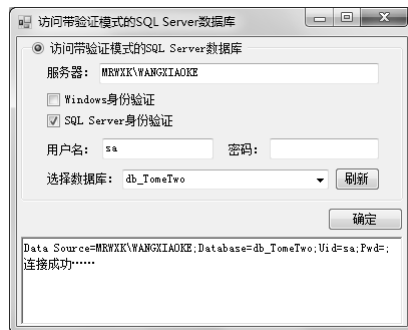 访问带验证模式的SQL Server数据库
访问带验证模式的SQL Server数据库
服务器: MRWXK\WANGXIAOKE
Windows身份验证
SQL Server身份验证
用户名: sa 密码:
选择数据库: db_TomeTwo 刷新
确定
Data Source=MRWXK\WANGXIAOKE;Database=db_TomeTwo;Uid=sa;Pwd=;
连接成功……